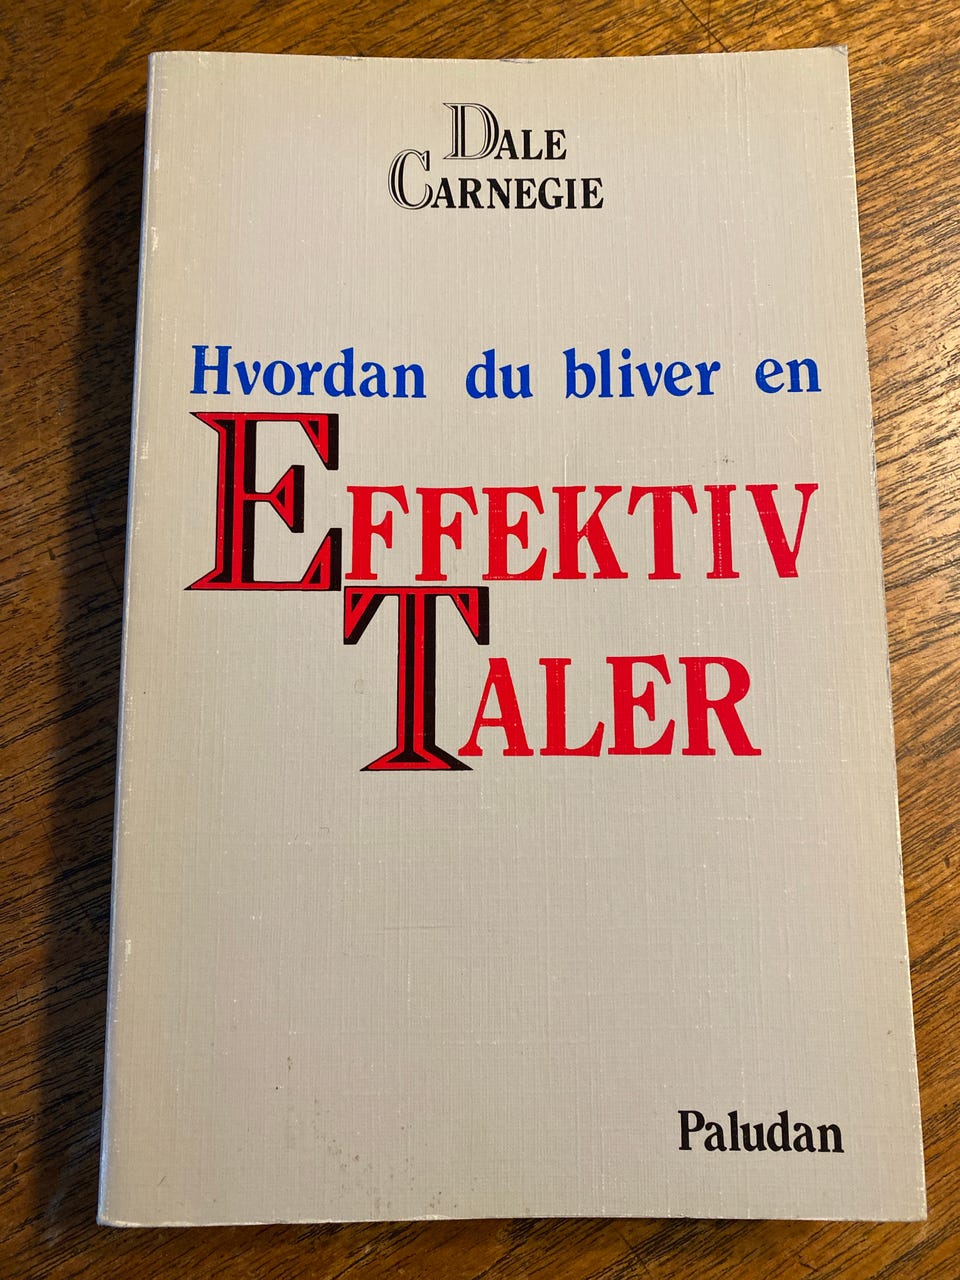 DALE
CARNEGIE
Hvordan du bliver en
EFFEKTIV
TALER
Paludan